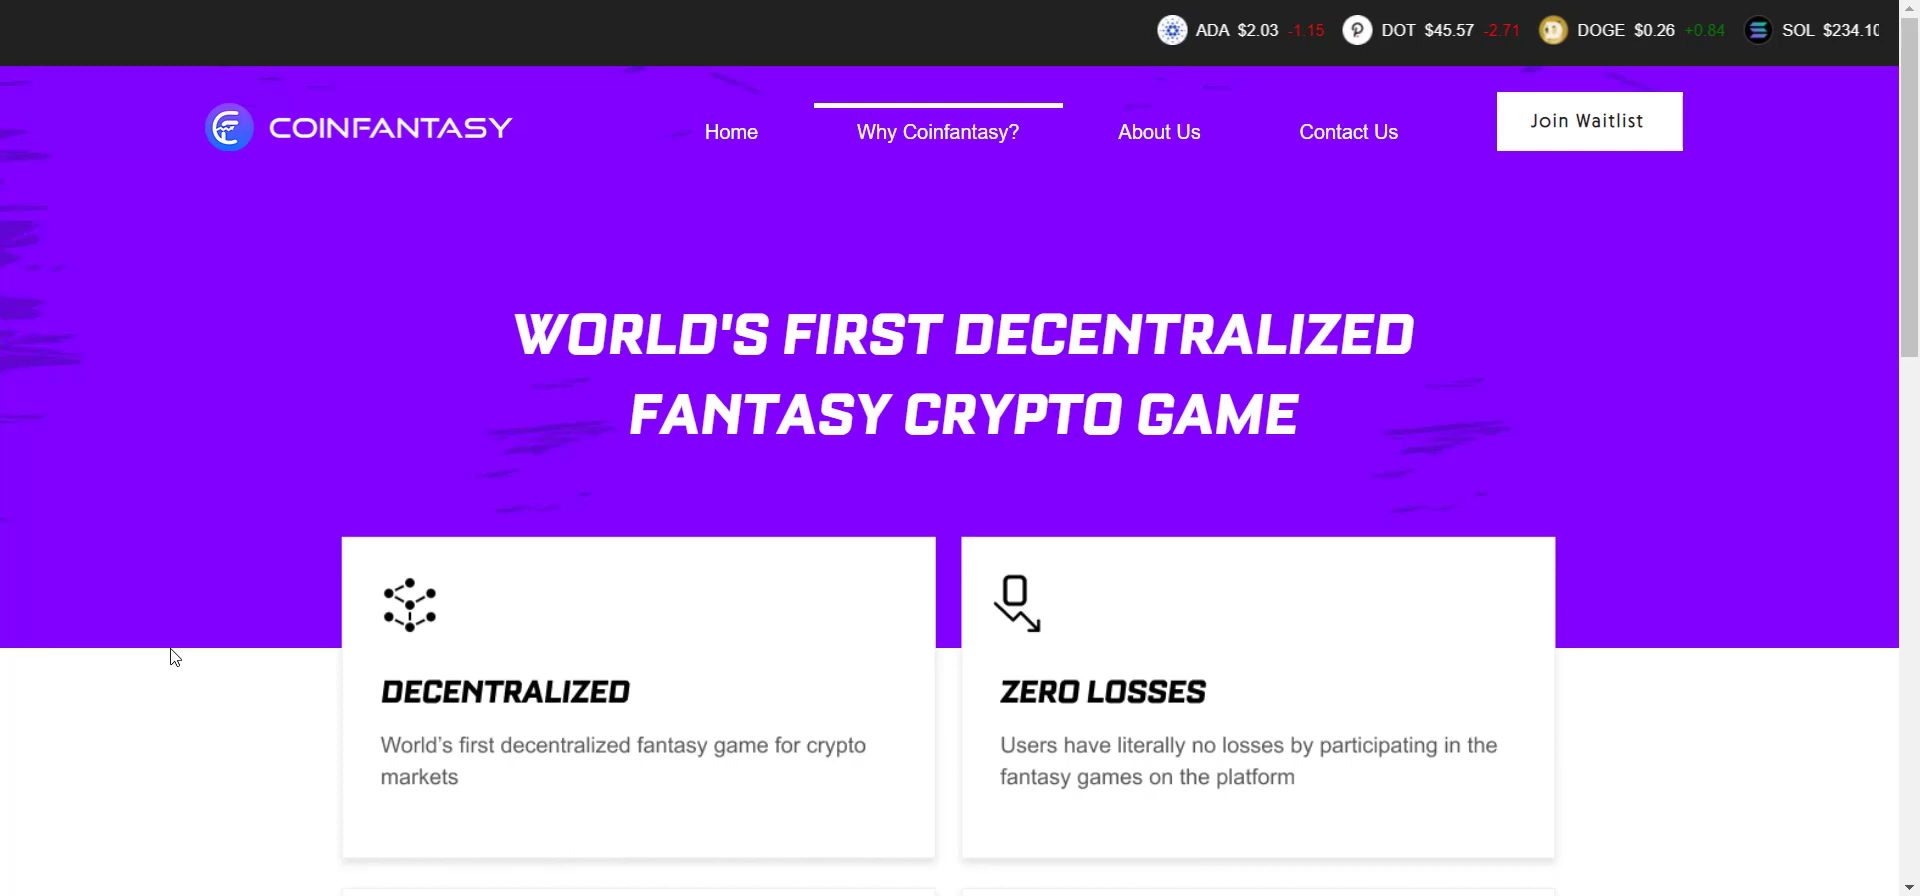 ADA $2.03 -1.15 DOT $45.57 -2.71 DOGE $0.26 +0.84 SOL $234.10
COINFANTASY Home Why Coinfantasy? About Us Contact Us Join Waitlist
WORLD'S FIRST DECENTRALIZED
FANTASY CRYPTO GAME
DECENTRALIZED
World’s first decentralized fantasy game for crypto
markets
ZERO LOSSES
Users have literally no losses by participating in the
fantasy games on the platform